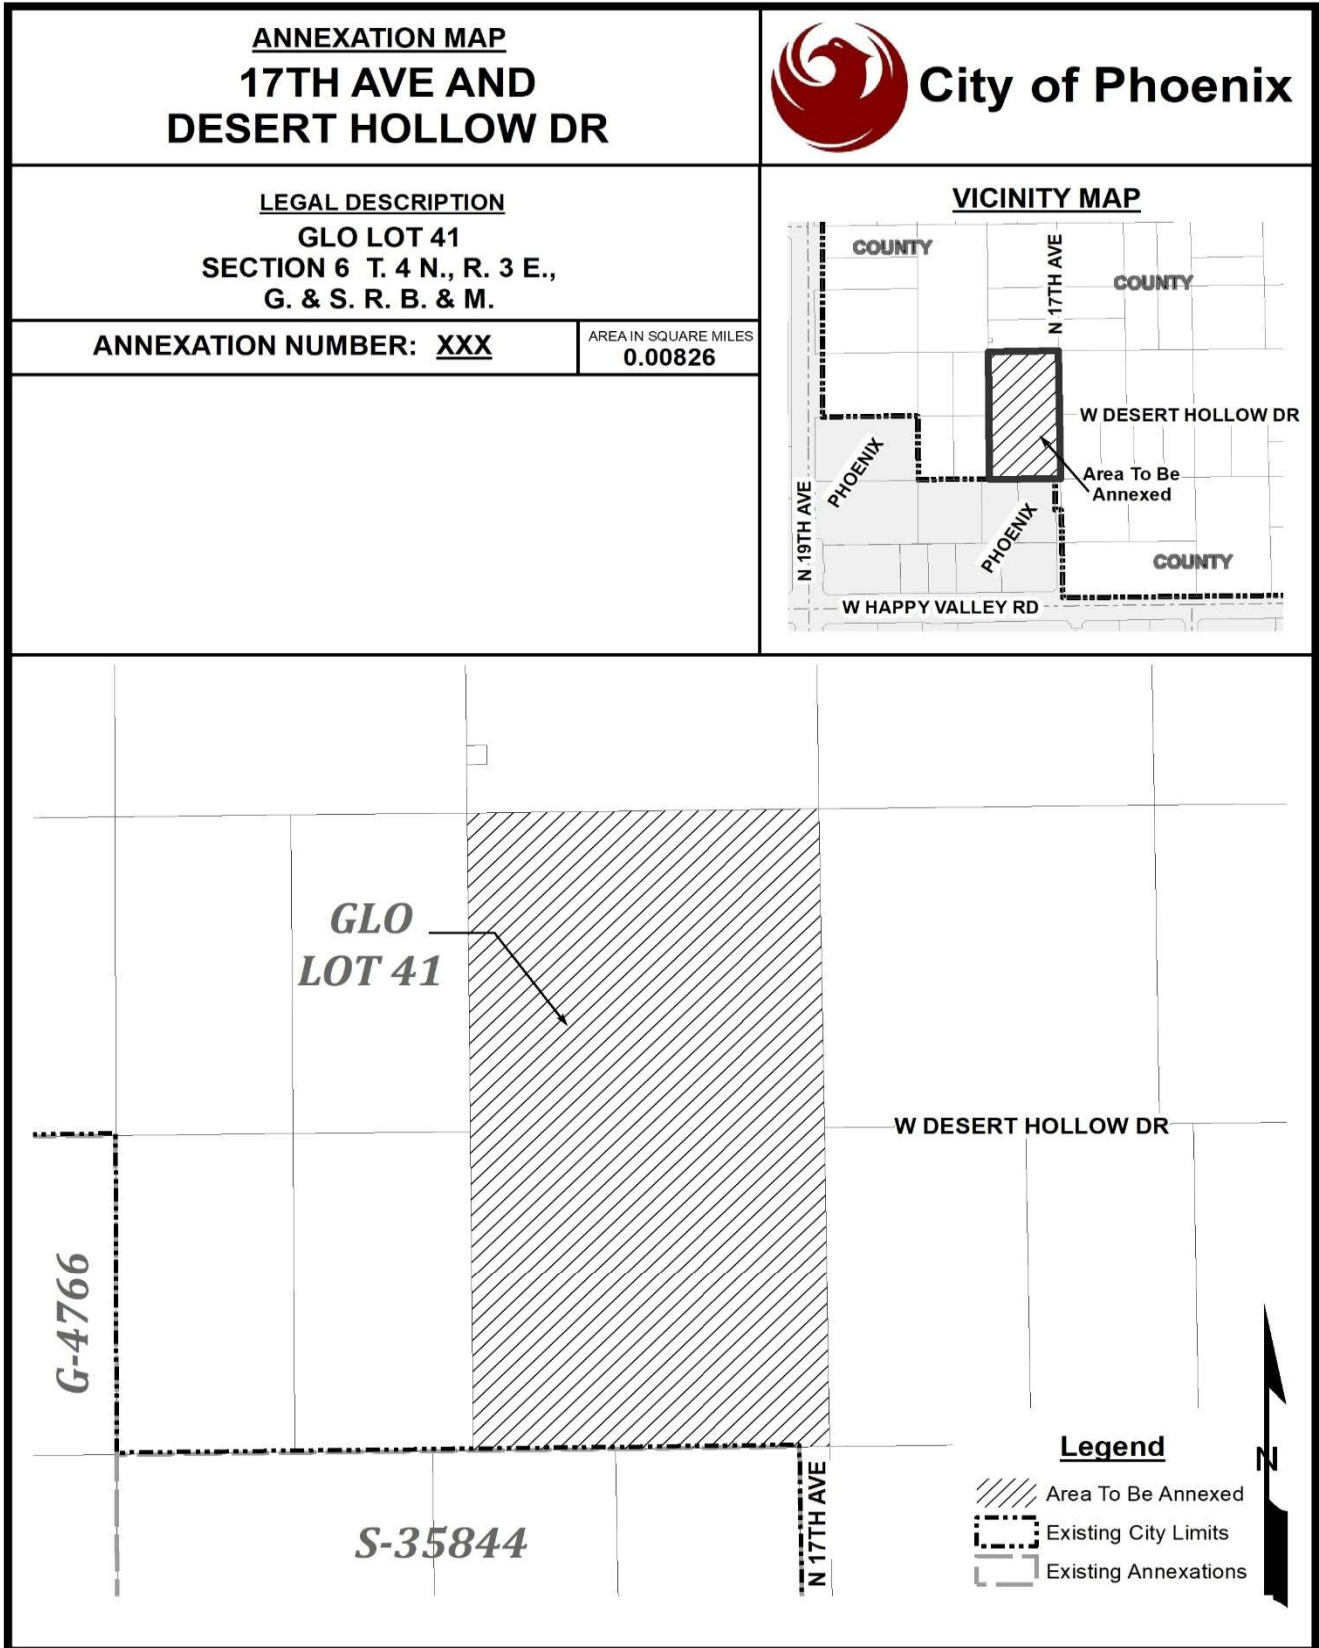 ANNEXATION MAP
17TH AVE AND
DESERT HOLLOW DR
City of Phoenix
LEGAL DESCRIPTION
GLO LOT 41
SECTION 6 T. 4 N., R. 3 E.,
G. & S. R. B. & M.
ANNEXATION NUMBER: XXX
AREA IN SQUARE MILES
0.00826
VICINITY MAP
COUNTY
N 17TH AVE
COUNTY
W DESERT HOLLOW DR
PHOENIX
Area To Be
Annexed
N 19TH AVE
PHOENIX
COUNTY
W HAPPY VALLEY RD
GLO
LOT 41
W DESERT HOLLOW DR
G-4766
S-35844
N 17TH AVE
Legend
Area To Be Annexed
Existing City Limits
Existing Annexations
N